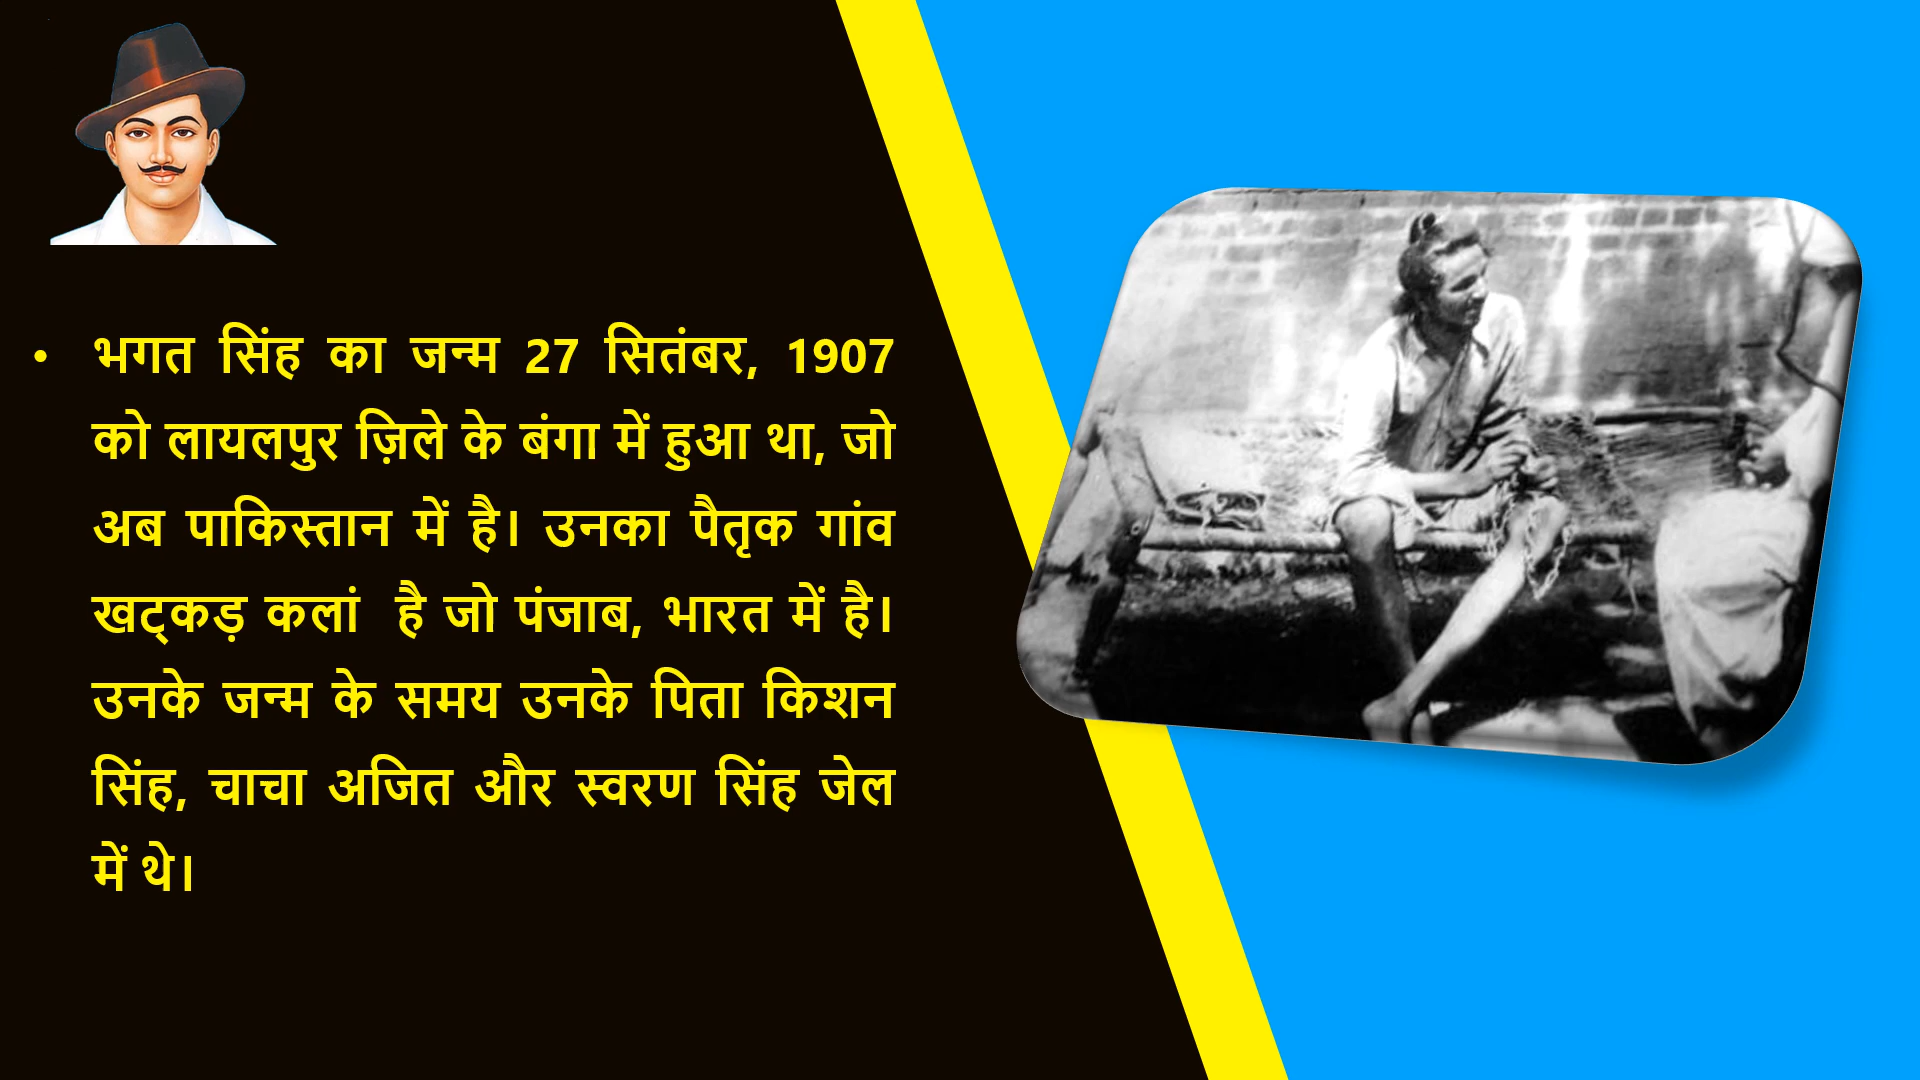 • भगत सिंह का जन्म 27 सितंबर, 1907
को लायलपुर ज़िले के बंगा में हुआ था, जो
अब पाकिस्तान में है। उनका पैतृक गांव
खट्कड़ कलां है जो पंजाब, भारत में है।
उनके जन्म के समय उनके पिता किशन
सिंह, चाचा अजित और स्वरण सिंह जेल
में थे।